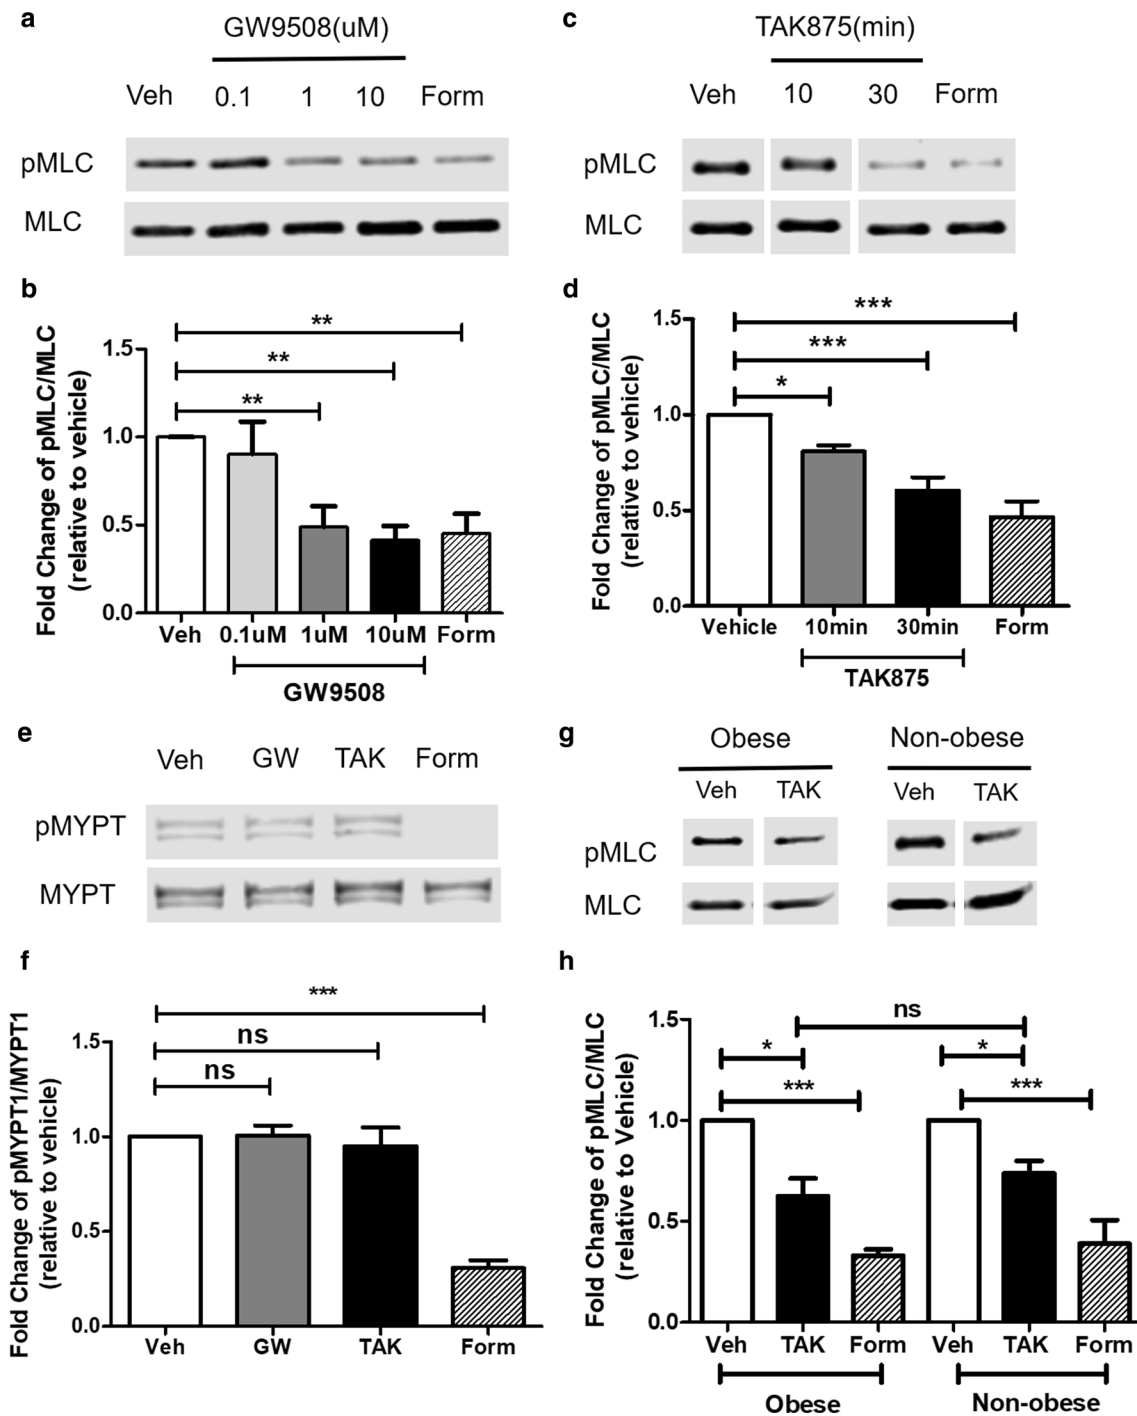 a
GW9508(uM)
Veh 0.1 1 10 Form
pMLC
MLC
b
Fold Change of pMLC/MLC
(relative to vehicle)
1.5
1.0
0.5
0.0
**
**
**
Veh 0.1uM 1uM 10uM Form
GW9508
c
TAK875(min)
Veh 10 30 Form
pMLC
MLC
d
Fold Change of pMLC/MLC
(relative to vehicle)
1.5
1.0
0.5
0.0
***
***
*
Vehicle 10min 30min Form
TAK875
e
Veh GW TAK Form
pMYPT
MYPT
f
Fold Change of pMYPT1/MYPT1
(relative to vehicle)
1.5
1.0
0.5
0.0
***
ns
ns
Veh GW TAK Form
g
Obese Non-obese
Veh TAK Veh TAK
pMLC
MLC
h
Fold Change of pMLC/MLC
(relative to Vehicle)
1.5
1.0
0.5
0.0
ns
* *
*** ***
Veh TAK Form Veh TAK Form
Obese Non-obese